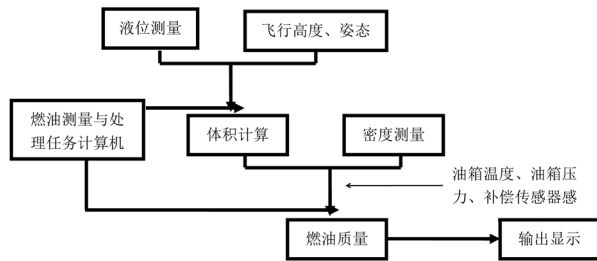 液位测量
飞行高度、姿态
燃油测量与处
理任务计算机
体积计算
密度测量
油箱温度、油箱压
力、补偿传感器感
燃油质量
输出显示